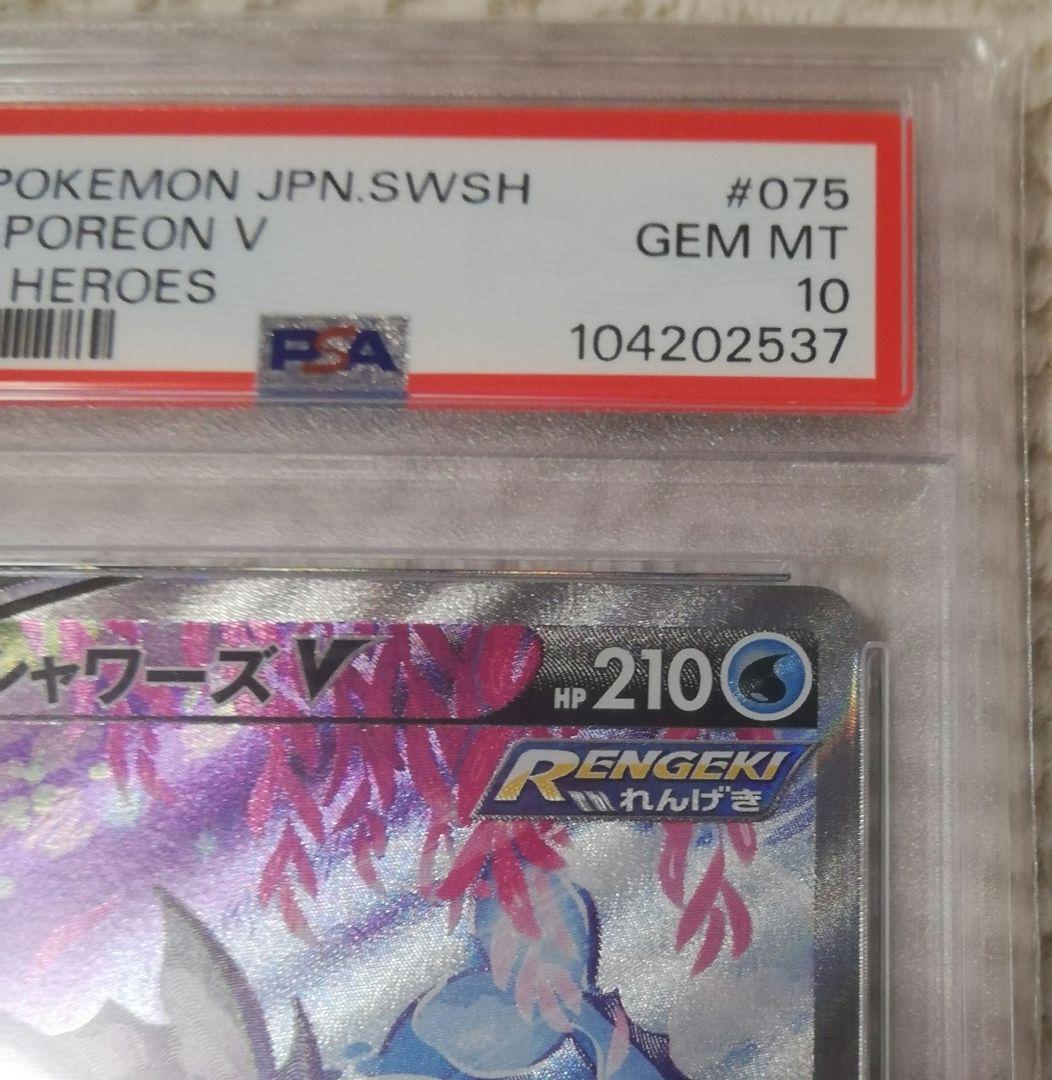 POKEMON JPN.SWSH #075
POREON V GEM MT
HEROES 10
PSA 104202537
シャワーズV HP 210
RENGEKI
れんげき